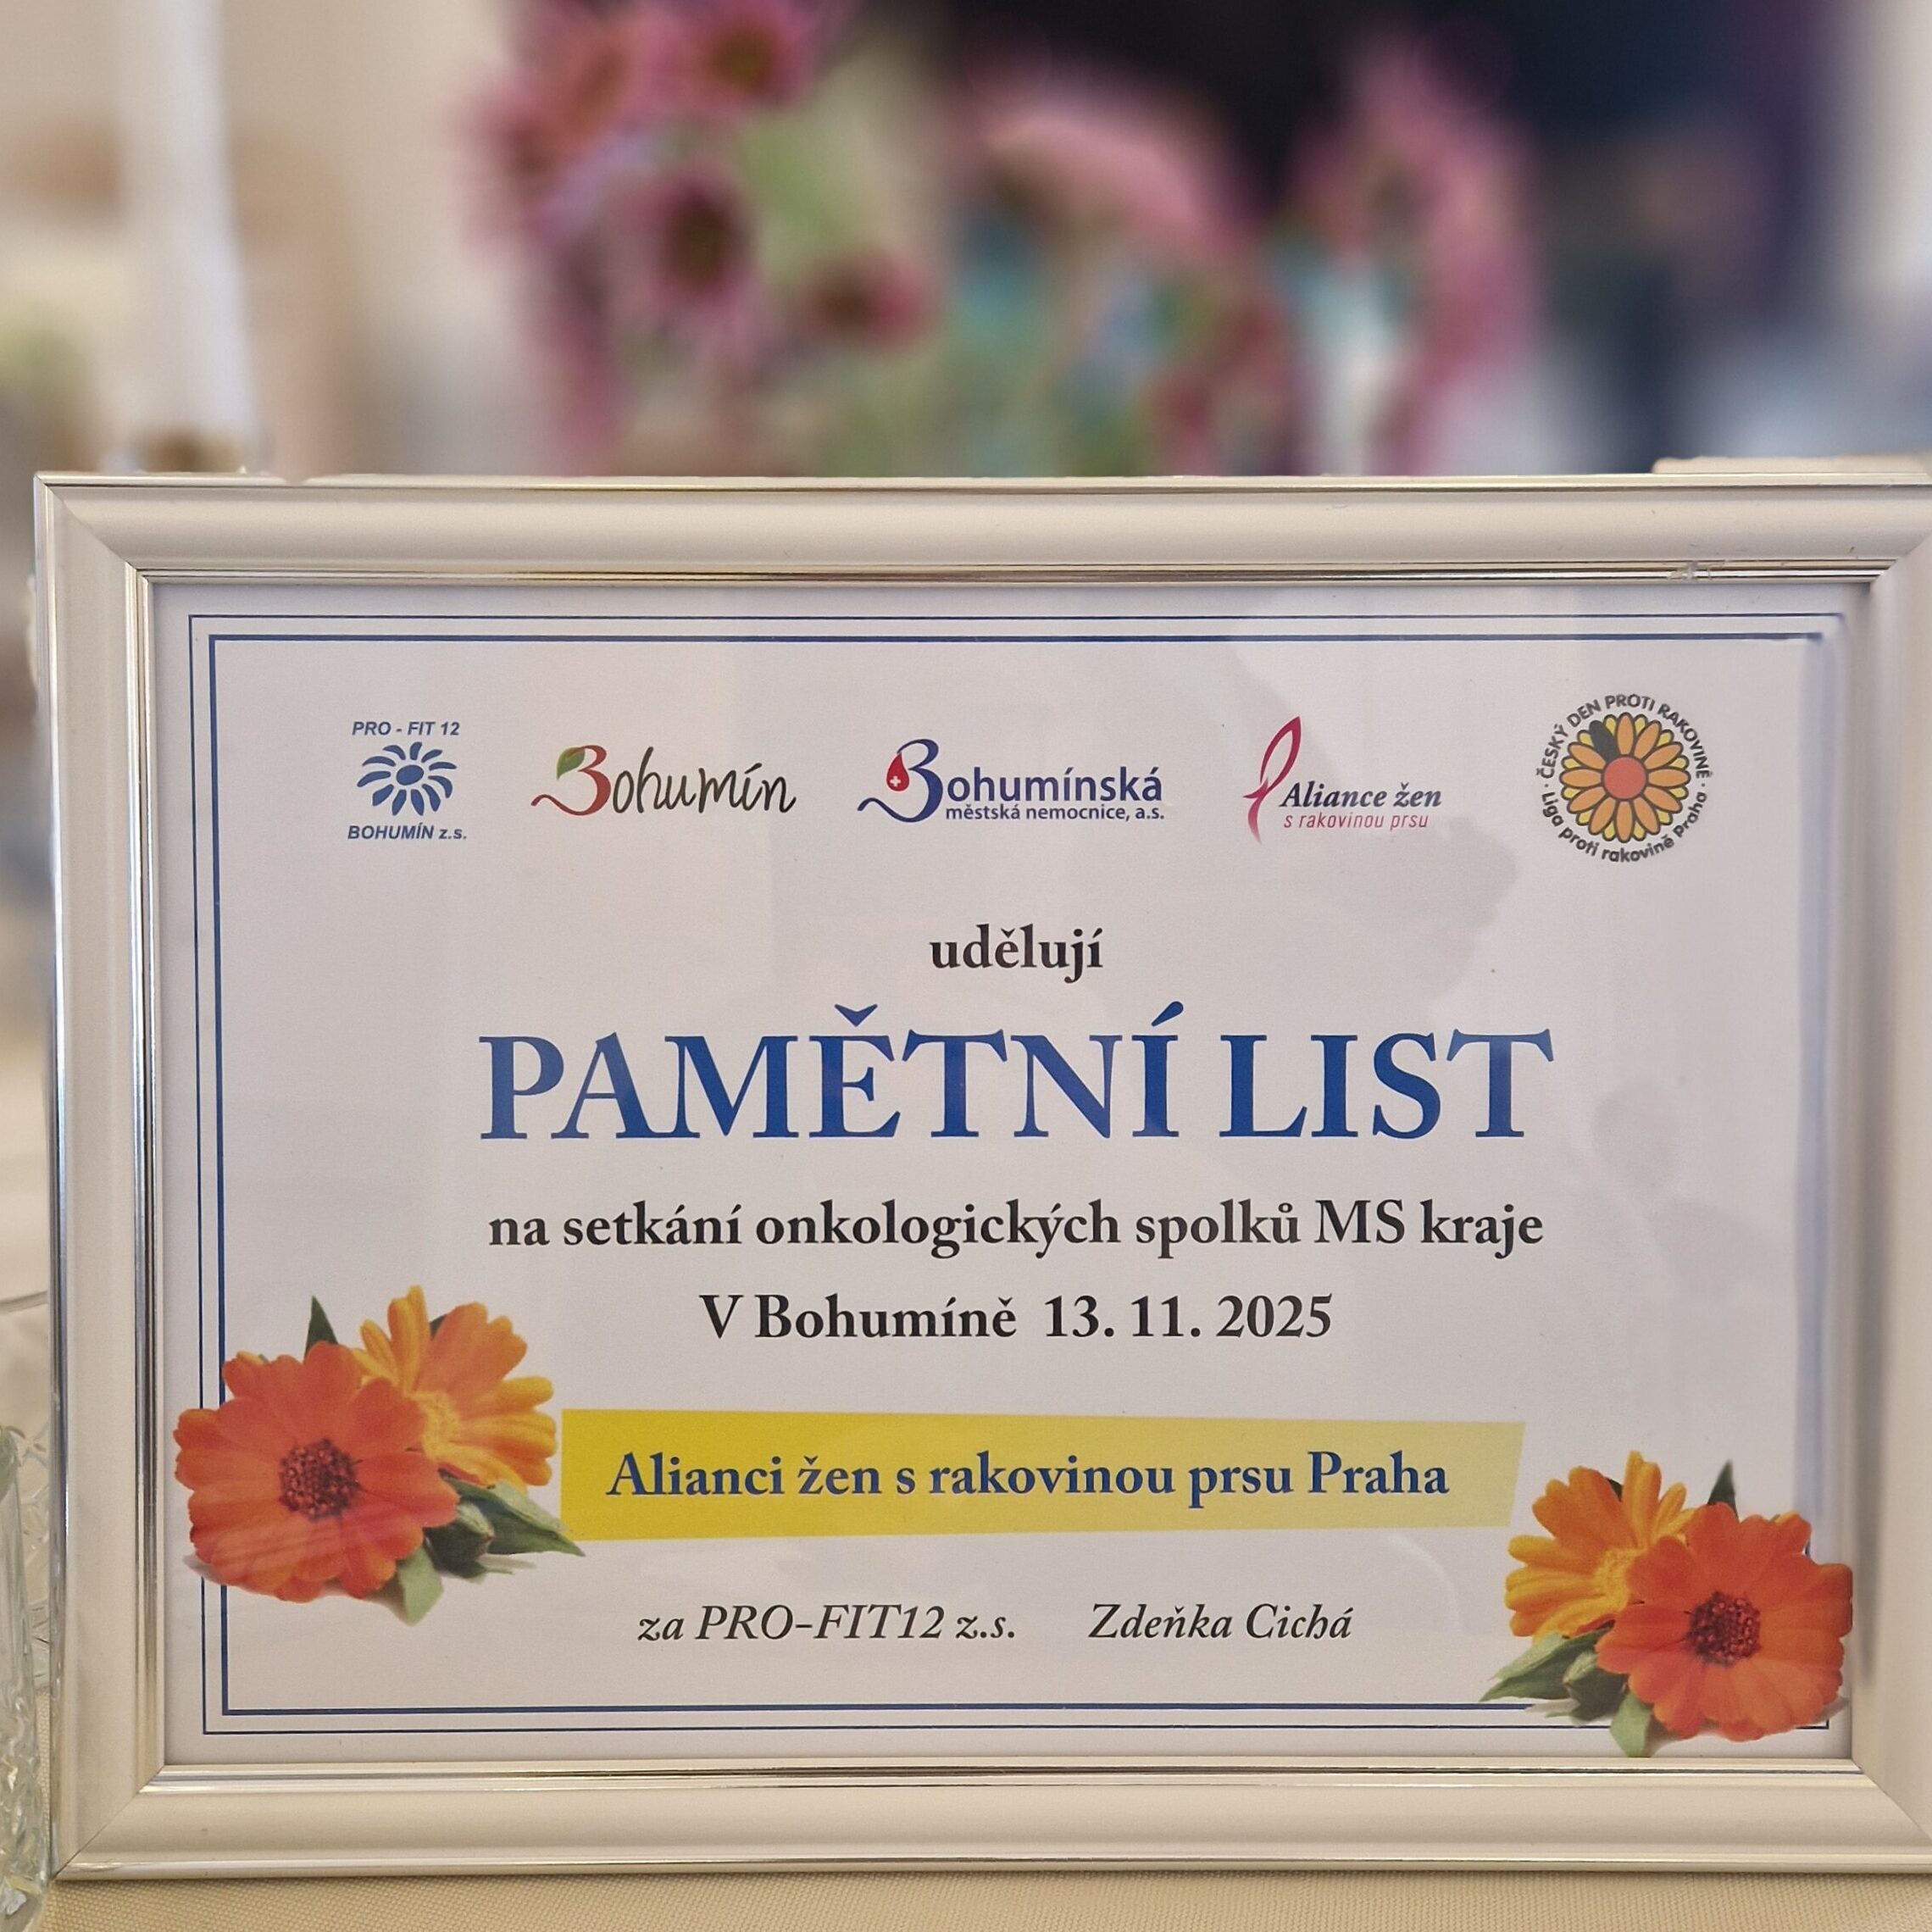 PRO - FIT 12
BOHUMÍN z.s.
Bohumín
Bohumínská
městská nemocnice, a.s.
Aliance žen
s rakovinou prsu
· ČESKÝ DEN PROTI RAKOVINĚ ·
Liga proti rakovině Praha
udělují
PAMĚTNÍ LIST
na setkání onkologických spolků MS kraje
V Bohumíně 13. 11. 2025
Alianci žen s rakovinou prsu Praha
za PRO-FIT12 z.s. Zdeňka Cichá